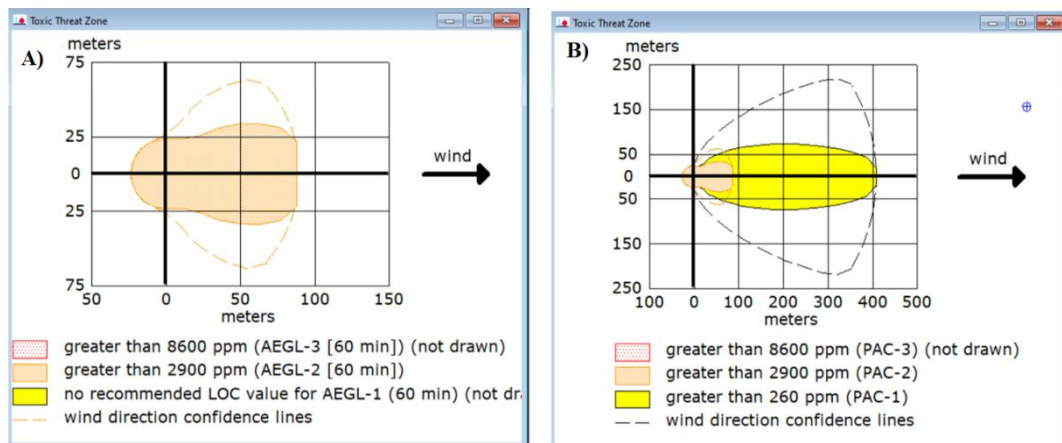 Toxic Threat Zone
A)
meters
75
25
0
25
75
50 0 50 100 150
meters
wind
greater than 8600 ppm (AEGL-3 [60 min]) (not drawn)
greater than 2900 ppm (AEGL-2 [60 min])
no recommended LOC value for AEGL-1 (60 min) (not dra
wind direction confidence lines
Toxic Threat Zone
B)
meters
250
150
50
0
50
150
250
100 0 100 200 300 400 500
meters
wind
greater than 8600 ppm (PAC-3) (not drawn)
greater than 2900 ppm (PAC-2)
greater than 260 ppm (PAC-1)
wind direction confidence lines